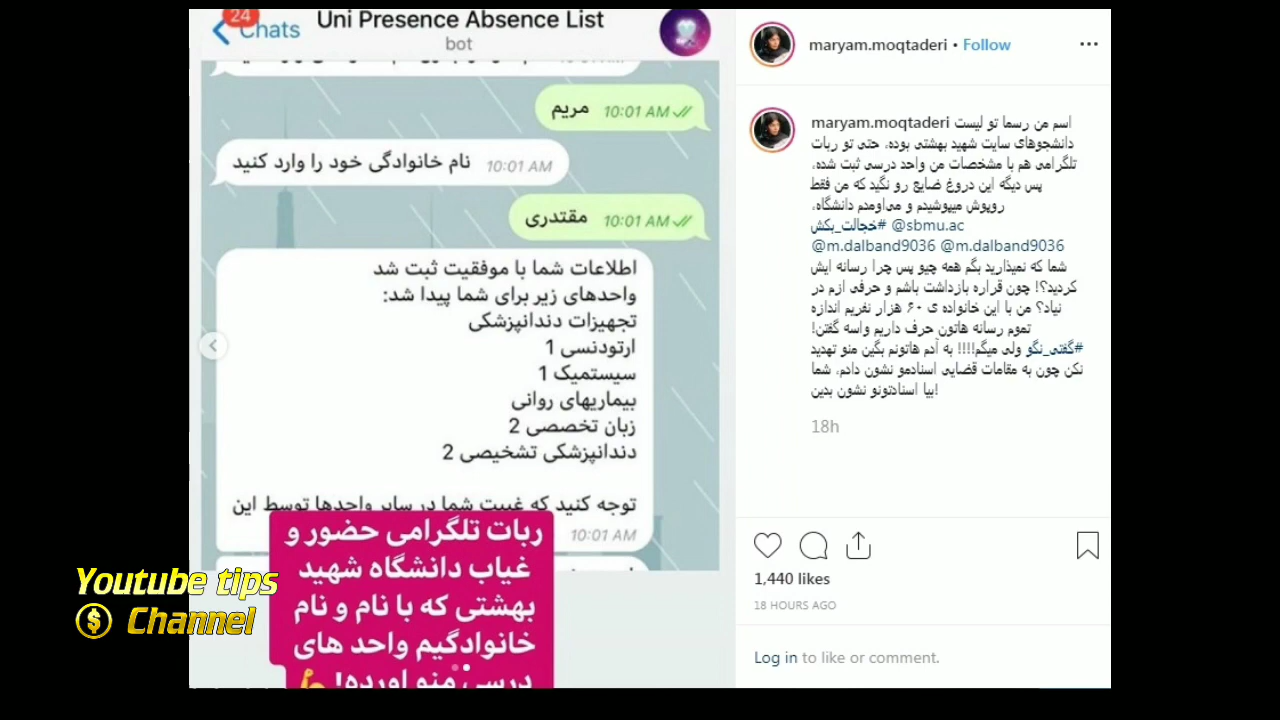 24
Chats
Uni Presence Absence List
bot
مریم 10:01 AM
نام خانوادگی خود را وارد کنید 10:01 AM
مقتدری 10:01 AM
اطلاعات شما با موفقیت ثبت شد
واحدهای زیر برای شما پیدا شد:
تجهیزات دندانپزشکی
ارتودنسی 1
سیستمیک 1
بیماریهای روانی
زبان تخصصی 2
دندانپزشکی تشخیصی 2
توجه کنید که غیبت شما در سایر واحدها توسط این
10:01 AM
ربات تلگرامی حضور و
غیاب دانشگاه شهید
بهشتی که با نام و نام
خانوادگیم واحد های
درسی منو آورده! 💪
Youtube tips
$ Channel
maryam.moqtaderi • Follow
maryam.moqtaderi اسم من رسما تو لیست
دانشجوهای سایت شهید بهشتی بوده، حتی تو ربات
تلگرامی هم با مشخصات من واحد درسی ثبت شده،
پس دیگه این دروغ ضایع رو نگید که من فقط
روپوش میپوشیدم و می‌اومدم دانشگاه،
#خجالت_بکش @sbmu.ac
@m.dalband9036 @m.dalband9036
شما که نمیذارید بگم همه چیو پس چرا رسانه ایش
کردید؟! چون قراره بازداشت باشم و حرفی ازم در
نیاد؟ من با این خانواده ی ۶۰ هزار نفریم اندازه
تموم رسانه هاتون حرف داریم واسه گفتن!
#گفتی_نگو ولی میگم!!!! به آدم هاتونم بگین منو تهدید
نکن چون به مقامات قضایی اسنادمو نشون دادم، شما
بیا اسنادتونو نشون بدین!
18h
1,440 likes
18 HOURS AGO
Log in to like or comment.